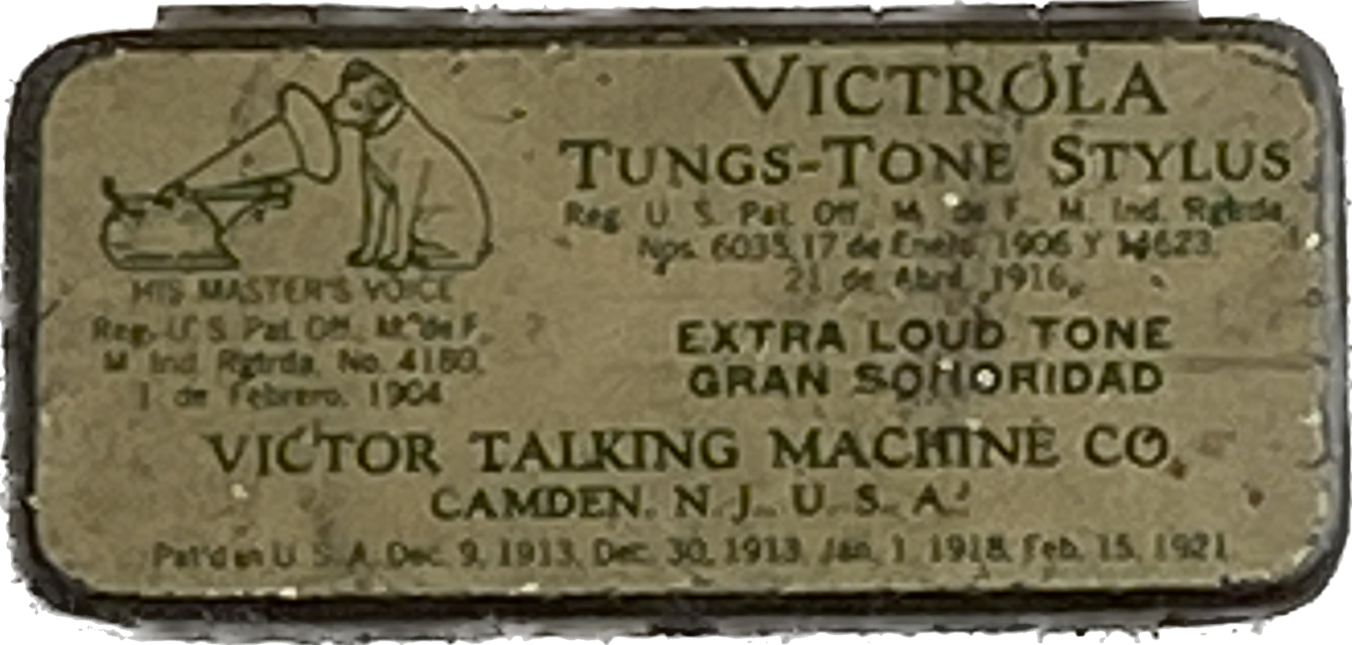 VICTROLA
TUNGS-TONE STYLUS
Reg. U. S. Pat. Off., M. de F., M. Ind. Rgtrda.
Nos. 6035, 17 de Enero, 1906 Y 14623,
21 de Abril, 1916.
HIS MASTER'S VOICE
Reg. U. S. Pat. Off., M. de F.
M. Ind. Rgtrda. No. 4180,
1 de Febrero, 1904
EXTRA LOUD TONE
GRAN SONORIDAD
VICTOR TALKING MACHINE CO.
CAMDEN, N. J., U. S. A.
Pat'd en U. S. A. Dec. 9, 1913, Dec. 30, 1913, Jan. 1, 1918, Feb. 15, 1921